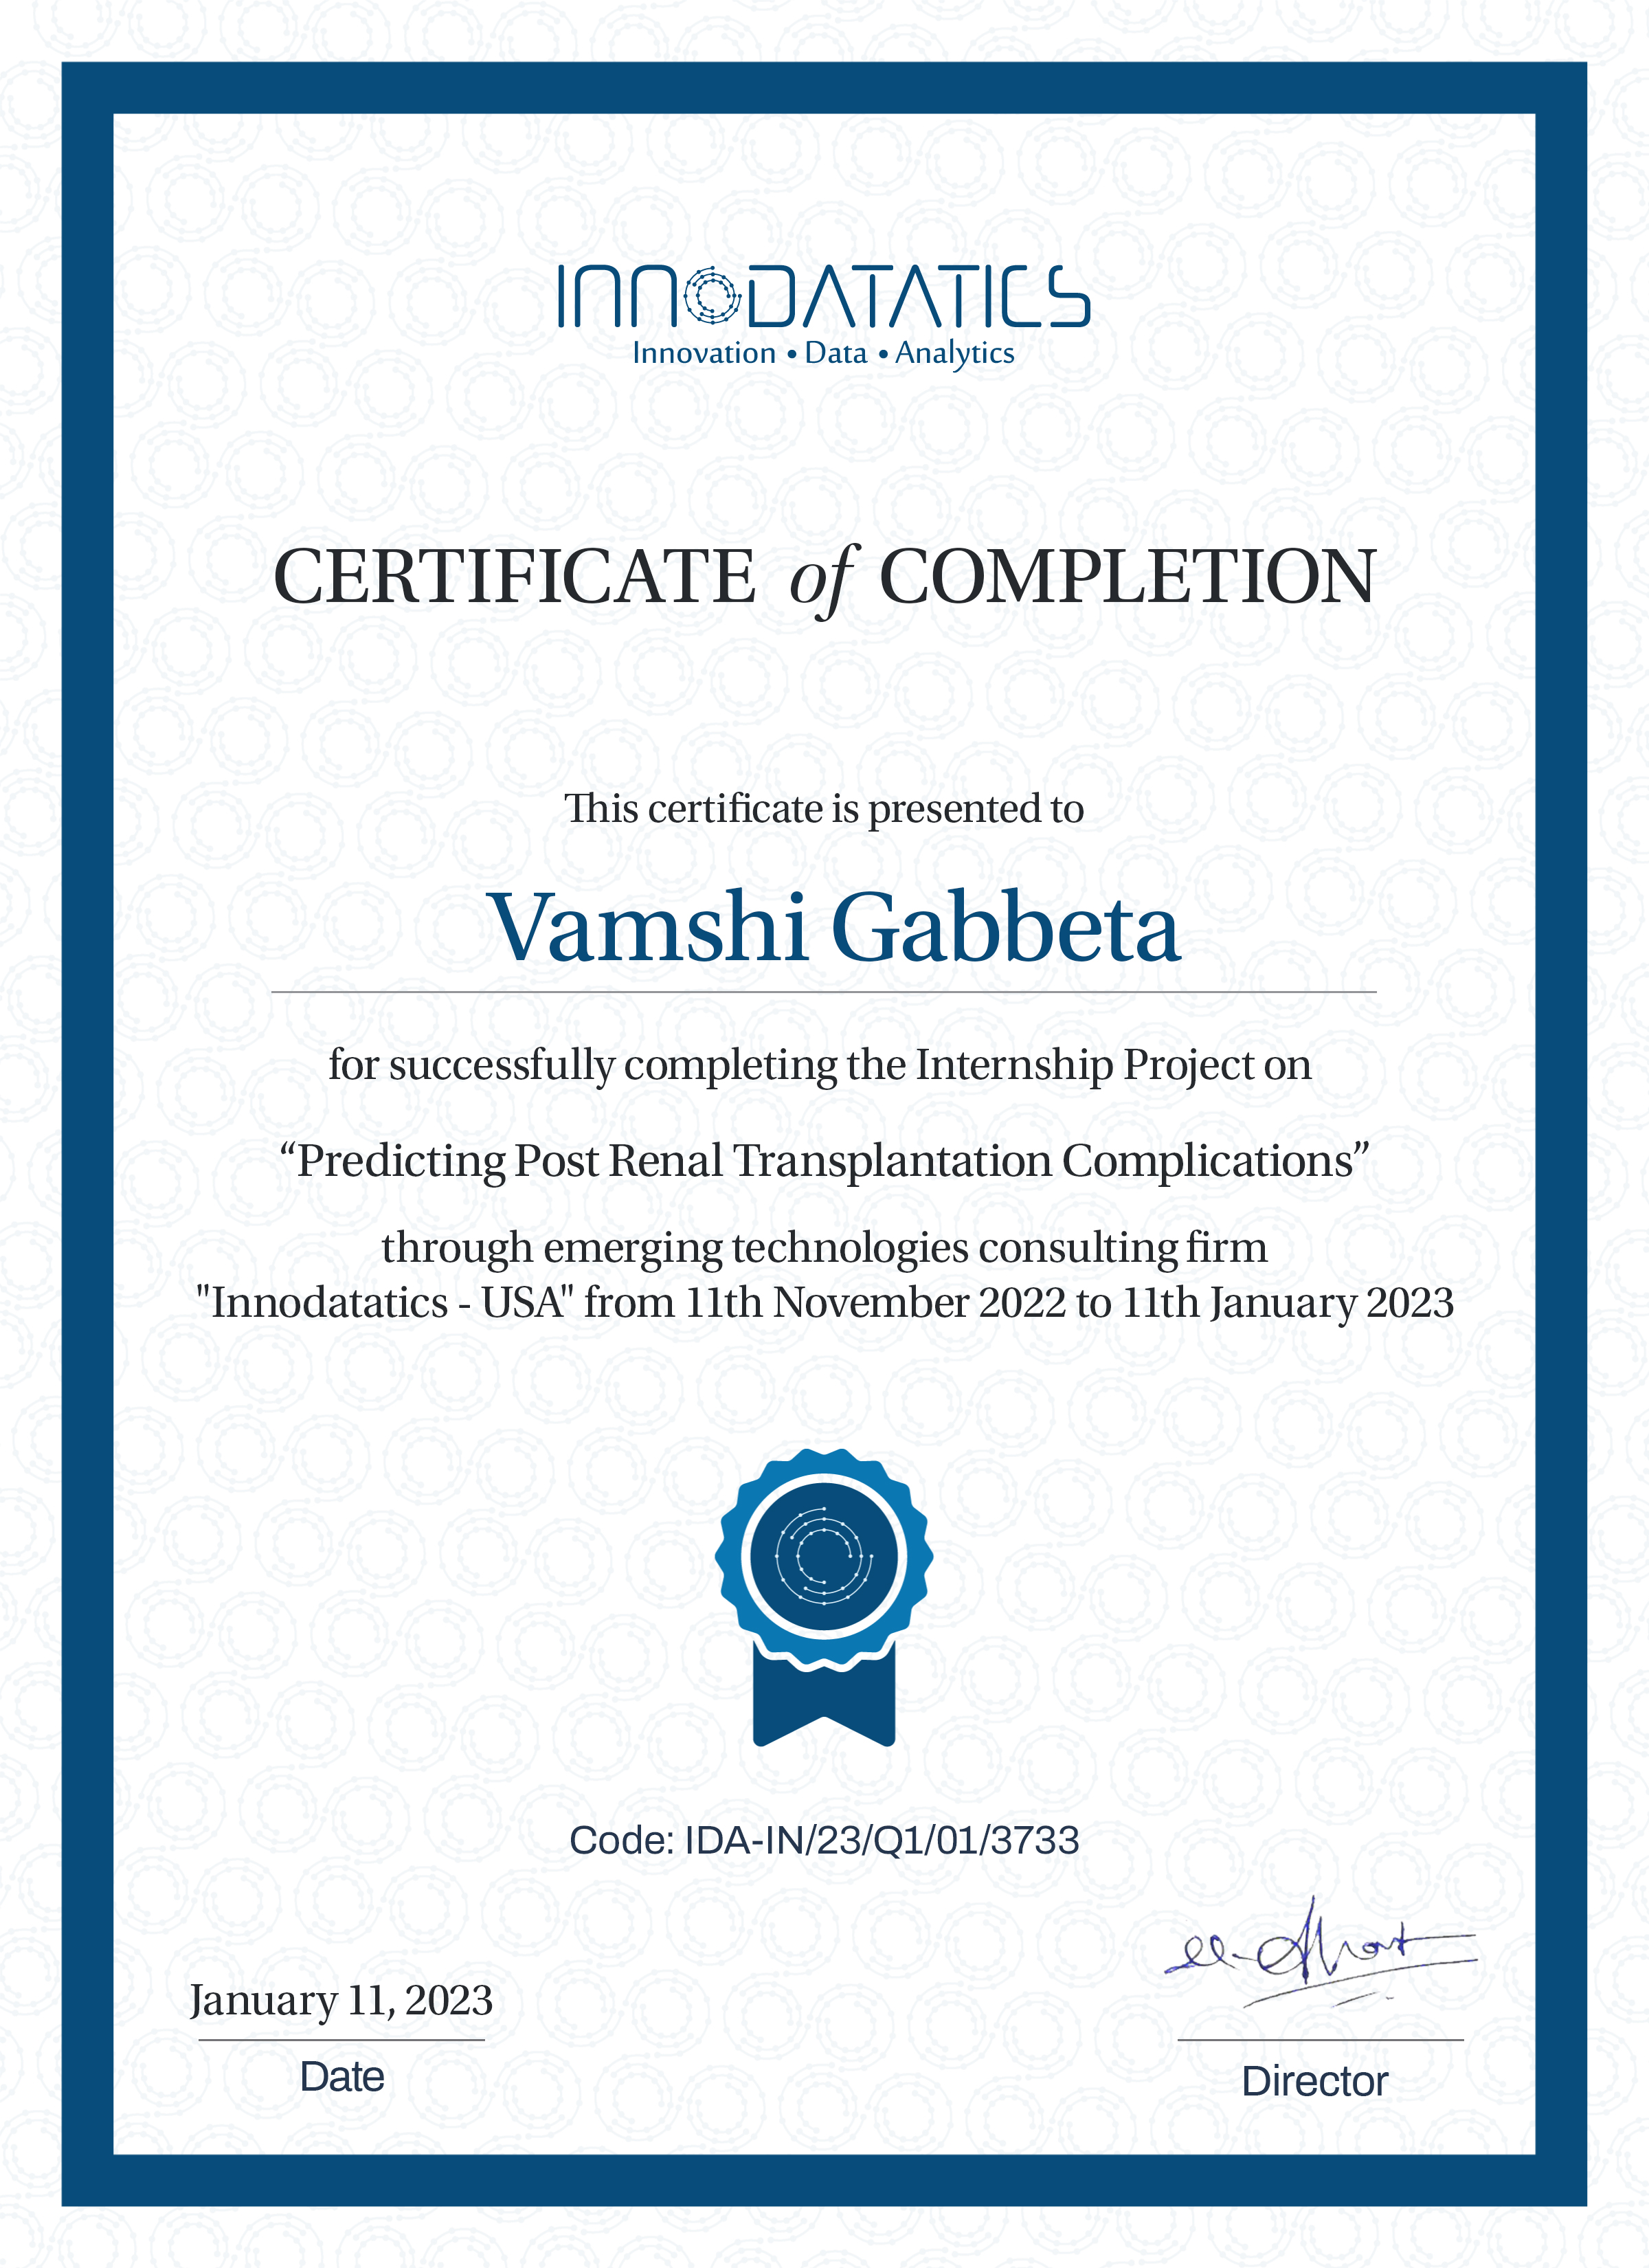 INNODATATICS
Innovation • Data • Analytics
CERTIFICATE of COMPLETION
This certificate is presented to
Vamshi Gabbeta
for successfully completing the Internship Project on
“Predicting Post Renal Transplantation Complications”
through emerging technologies consulting firm
"Innodatatics - USA" from 11th November 2022 to 11th January 2023
Code: IDA-IN/23/Q1/01/3733
January 11, 2023
Date
Director